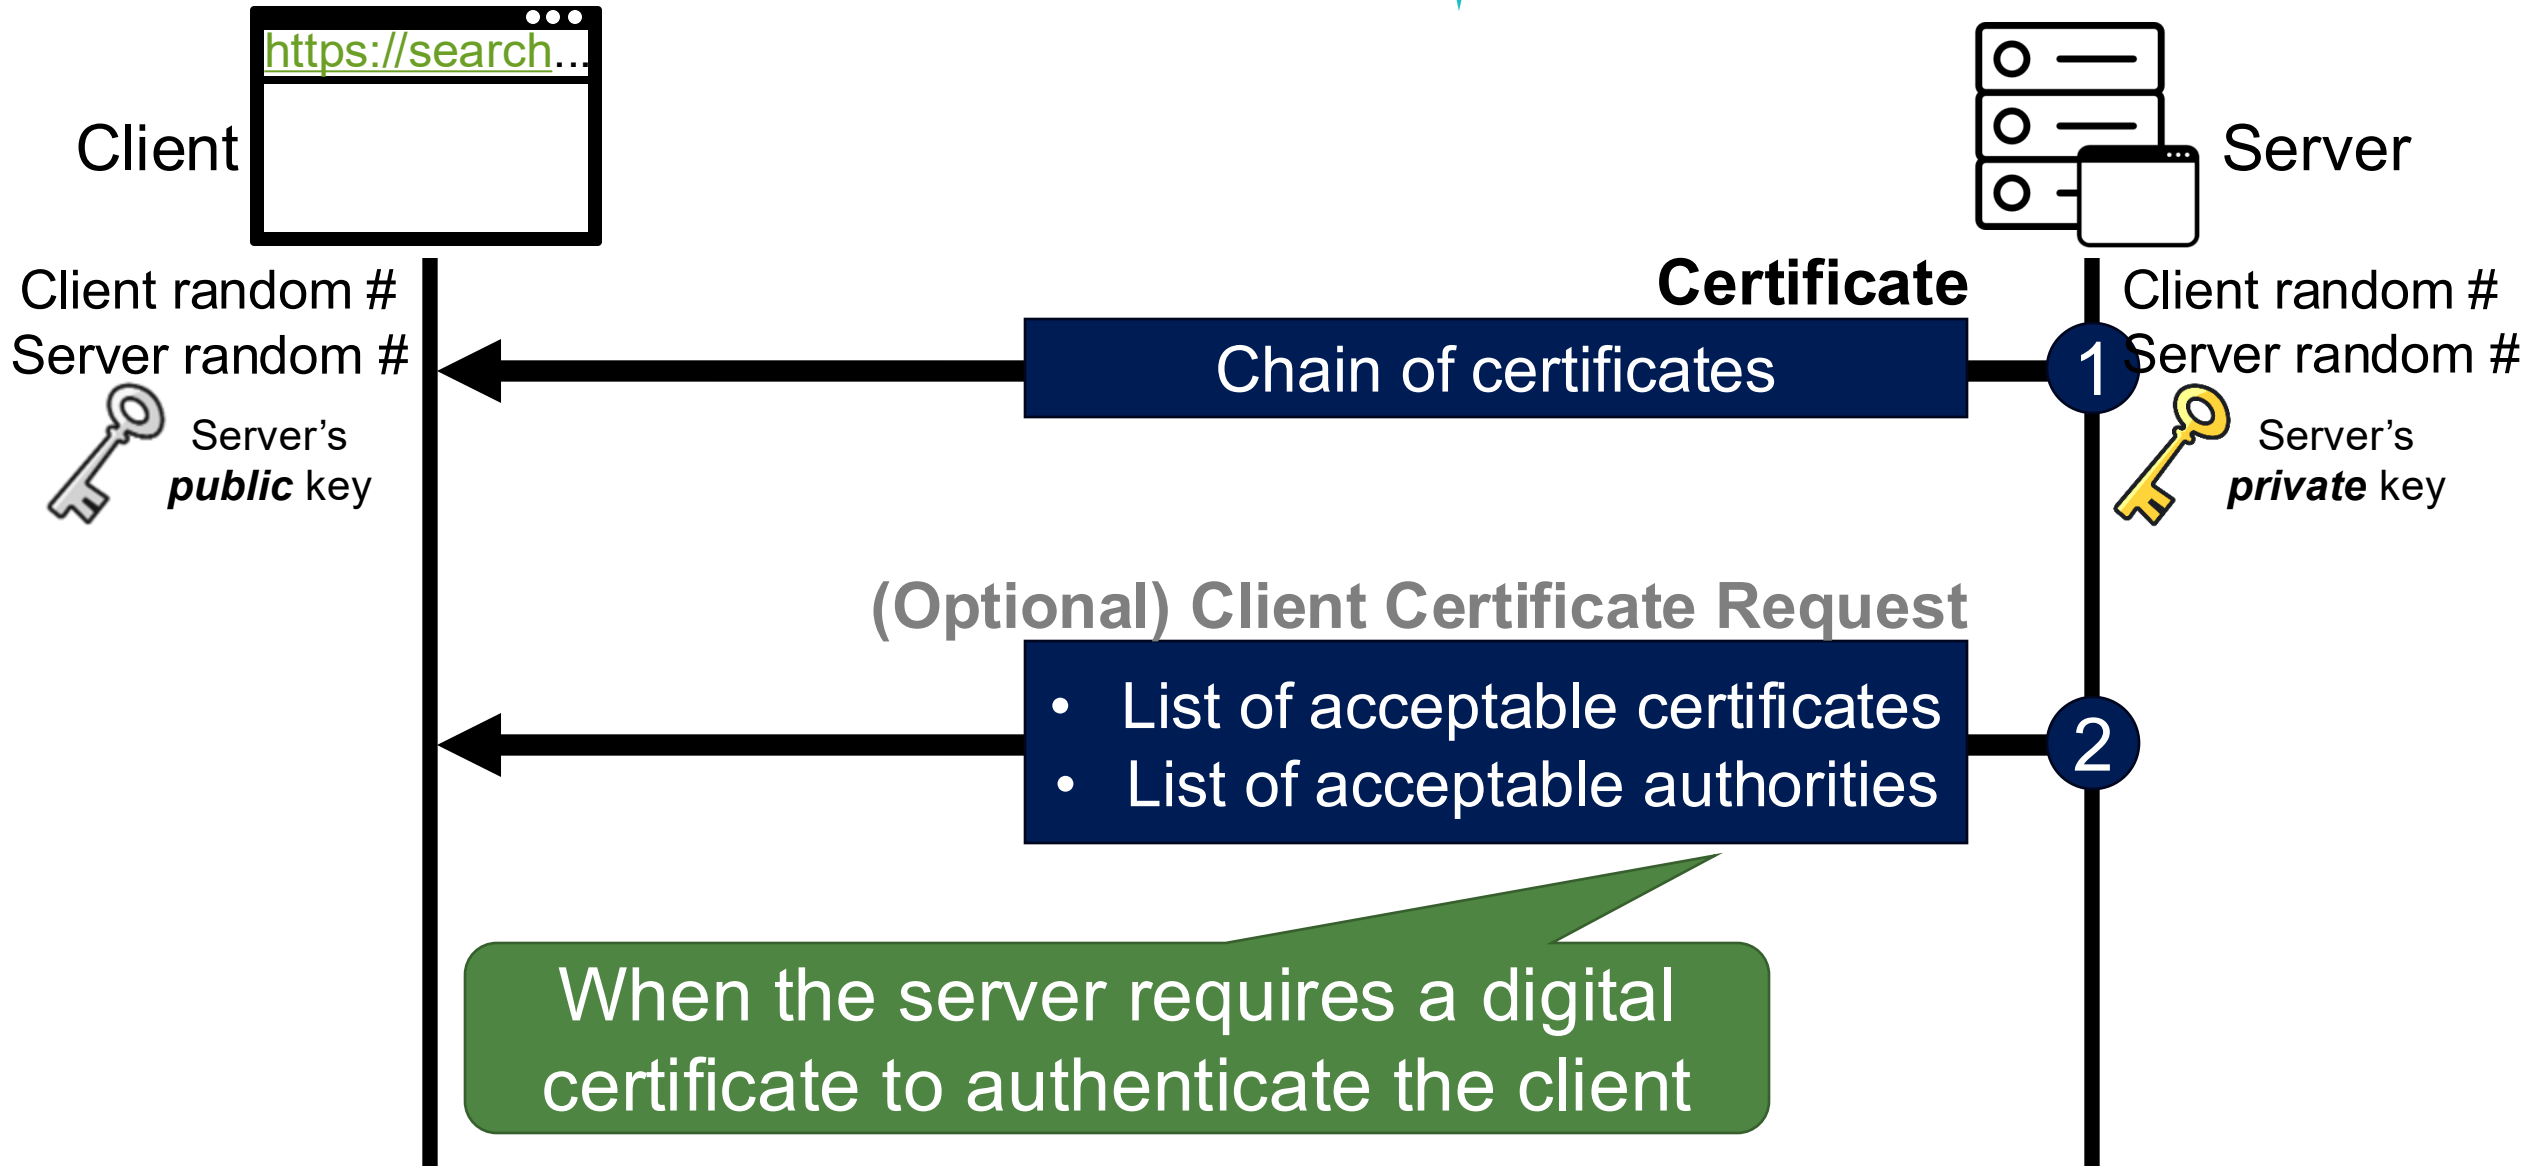 https://search...
Client
Server
Client random #
Server random #
Server’s
public key
Certificate
Chain of certificates
1
Client random #
Server random #
Server’s
private key
(Optional) Client Certificate Request
• List of acceptable certificates
• List of acceptable authorities
2
When the server requires a digital
certificate to authenticate the client